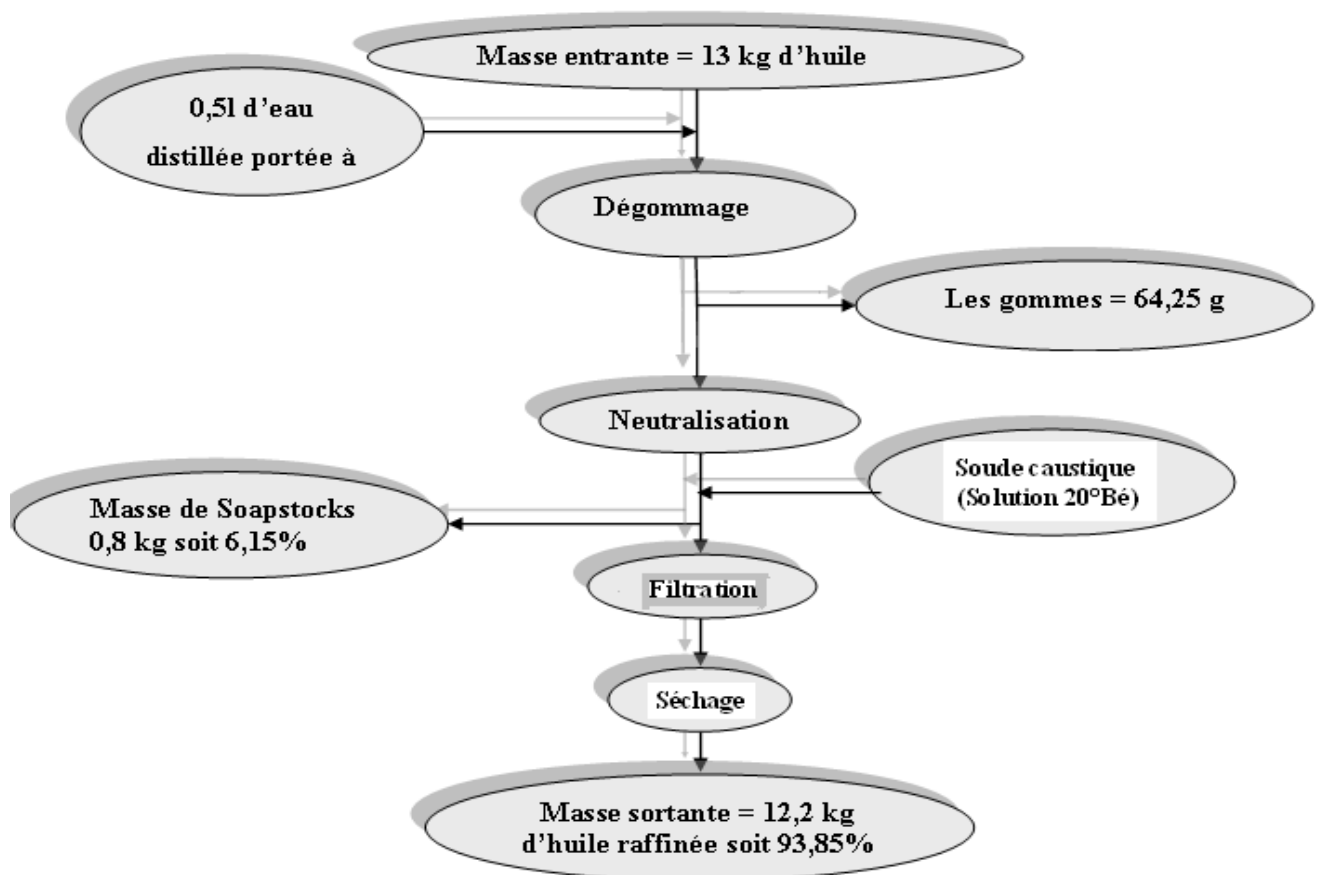 Masse entrante = 13 kg d’huile
0,5l d’eau
distillée portée à
Dégommage
Les gommes = 64,25 g
Neutralisation
Soude caustique
(Solution 20°Bé)
Masse de Soapstocks
0,8 kg soit 6,15%
Filtration
Séchage
Masse sortante = 12,2 kg
d’huile raffinée soit 93,85%